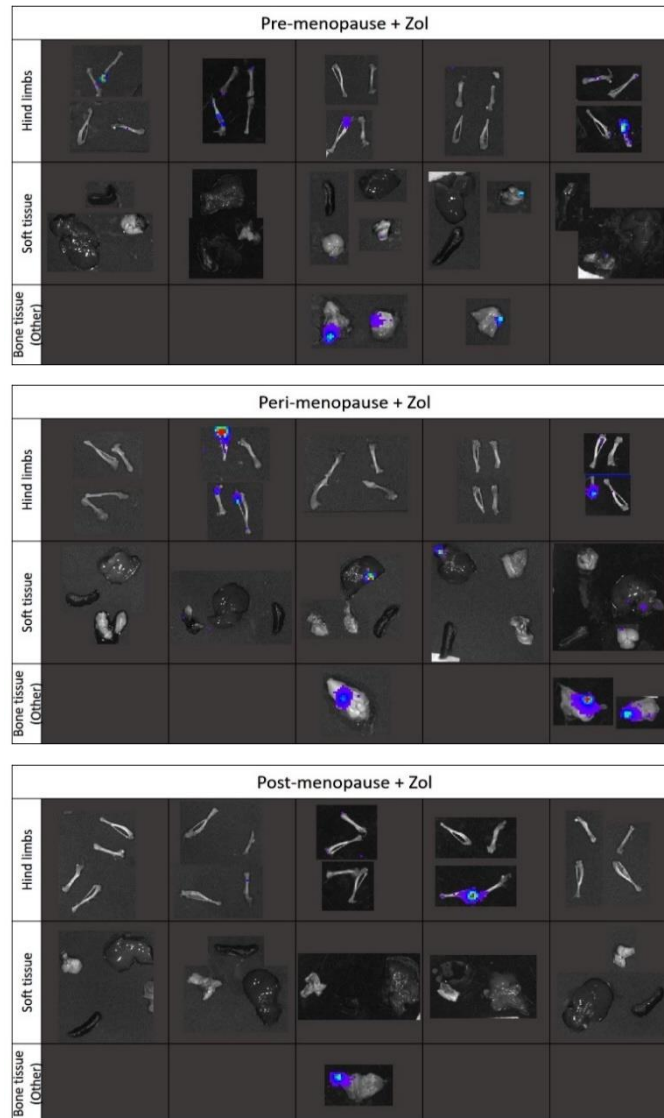 Pre-menopause + Zol
Hind limbs
Soft tissue
Bone tissue
(Other)
Peri-menopause + Zol
Hind limbs
Soft tissue
Bone tissue
(Other)
Post-menopause + Zol
Hind limbs
Soft tissue
Bone tissue
(Other)